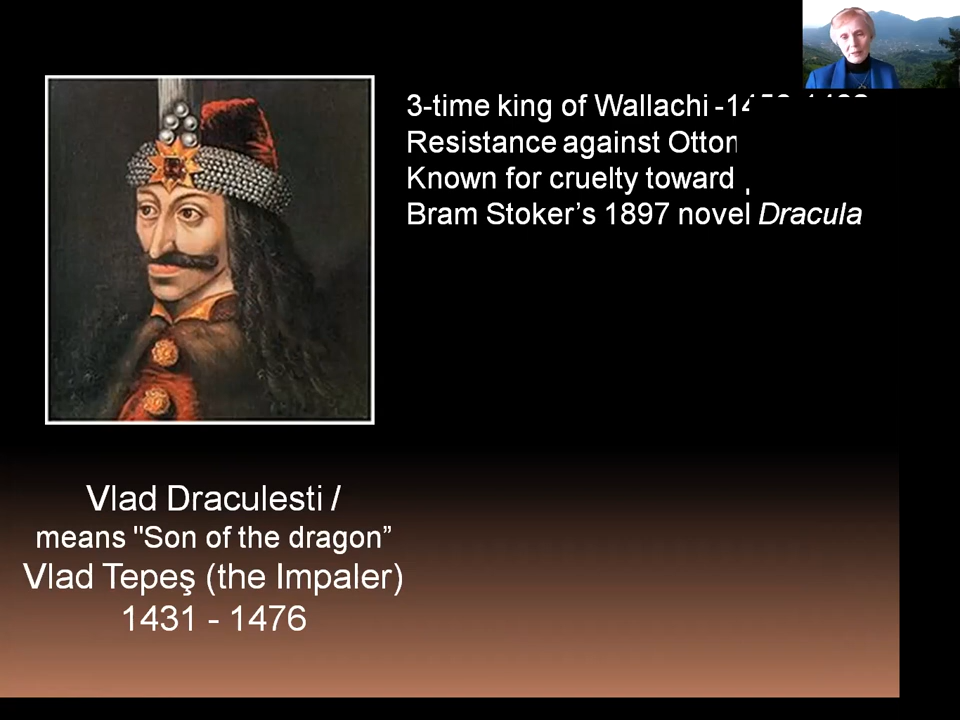 3-time king of Wallachi -
Resistance against
Known for cruelty toward
Bram Stoker’s 1897 novel Dracula
Vlad Draculesti /
means "Son of the dragon”
Vlad Tepeş (the Impaler)
1431 - 1476